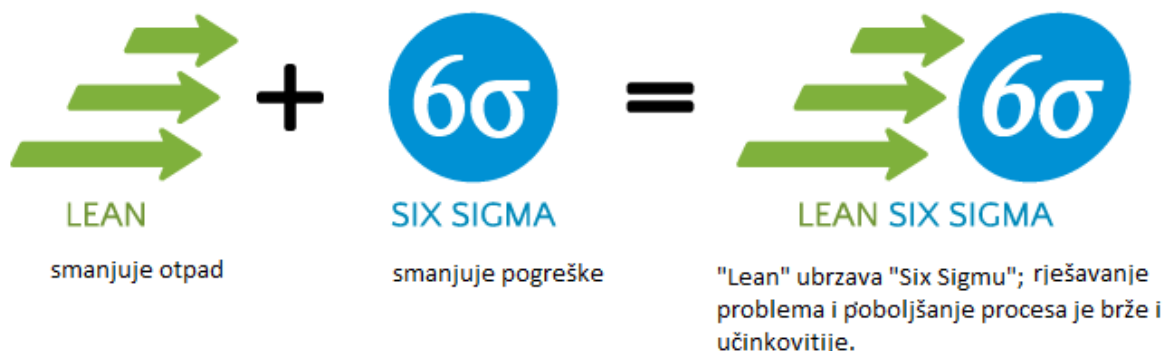 + 6σ = 6σ
LEAN
SIX SIGMA
LEAN SIX SIGMA
smanjuje otpad
smanjuje pogreške
"Lean" ubrzava "Six Sigmu"; rješavanje
problema i poboljšanje procesa je brže i
učinkovitije.